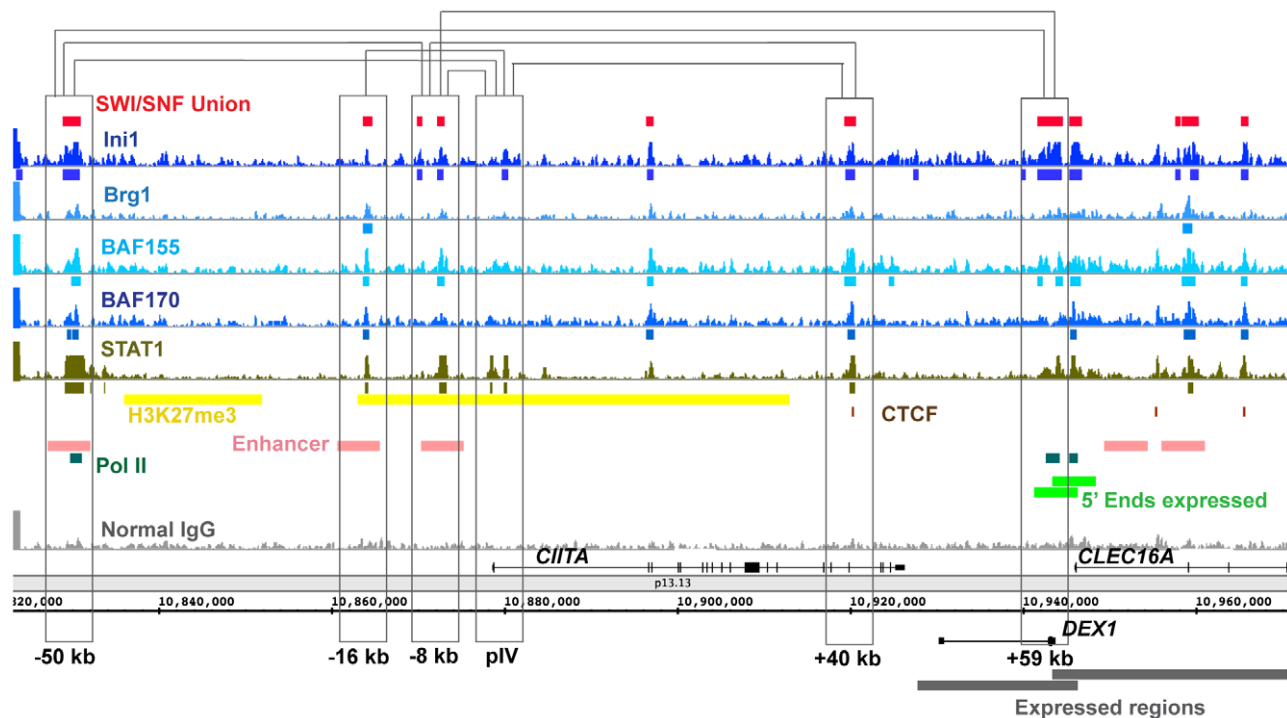 SWI/SNF Union
Ini1
Brg1
BAF155
BAF170
STAT1
H3K27me3
CTCF
Enhancer
Pol II
5' Ends expressed
Normal IgG
CIITA
CLEC16A
p13.13
320,000 10,840,000 10,860,000 10,880,000 10,900,000 10,920,000 10,940,000 10,960,000
DEX1
-50 kb -16 kb -8 kb pIV +40 kb +59 kb
Expressed regions